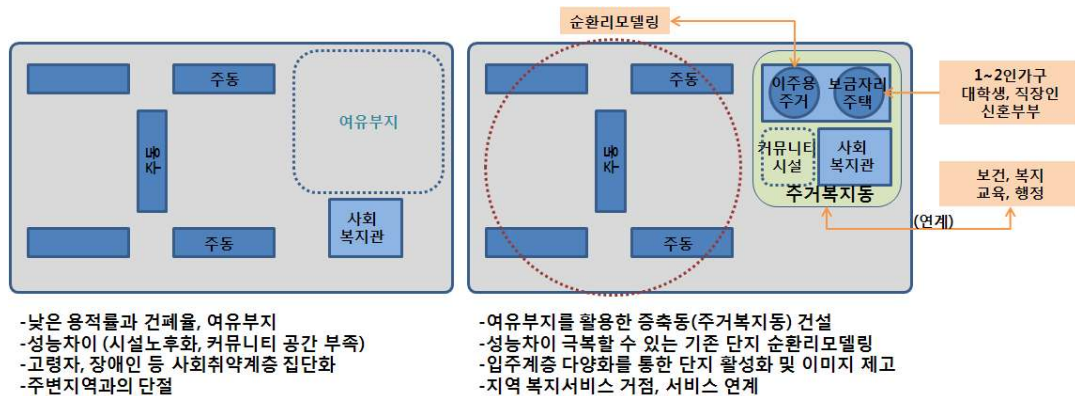 순환리모델링
주동
여유부지
주동
사회
복지관
주동
주동
이주용
주거
보금자리
주택
주동
커뮤니티
시설
사회
복지관
주거복지동
주동
1~2인가구
대학생, 직장인
신혼부부
보건, 복지
교육, 행정
(연계)
-낮은 용적률과 건폐율, 여유부지
-성능차이 (시설노후화, 커뮤니티 공간 부족)
-고령자, 장애인 등 사회취약계층 집단화
-주변지역과의 단절
-여유부지를 활용한 증축동(주거복지동) 건설
-성능차이 극복할 수 있는 기존 단지 순환리모델링
-입주계층 다양화를 통한 단지 활성화 및 이미지 제고
-지역 복지서비스 거점, 서비스 연계